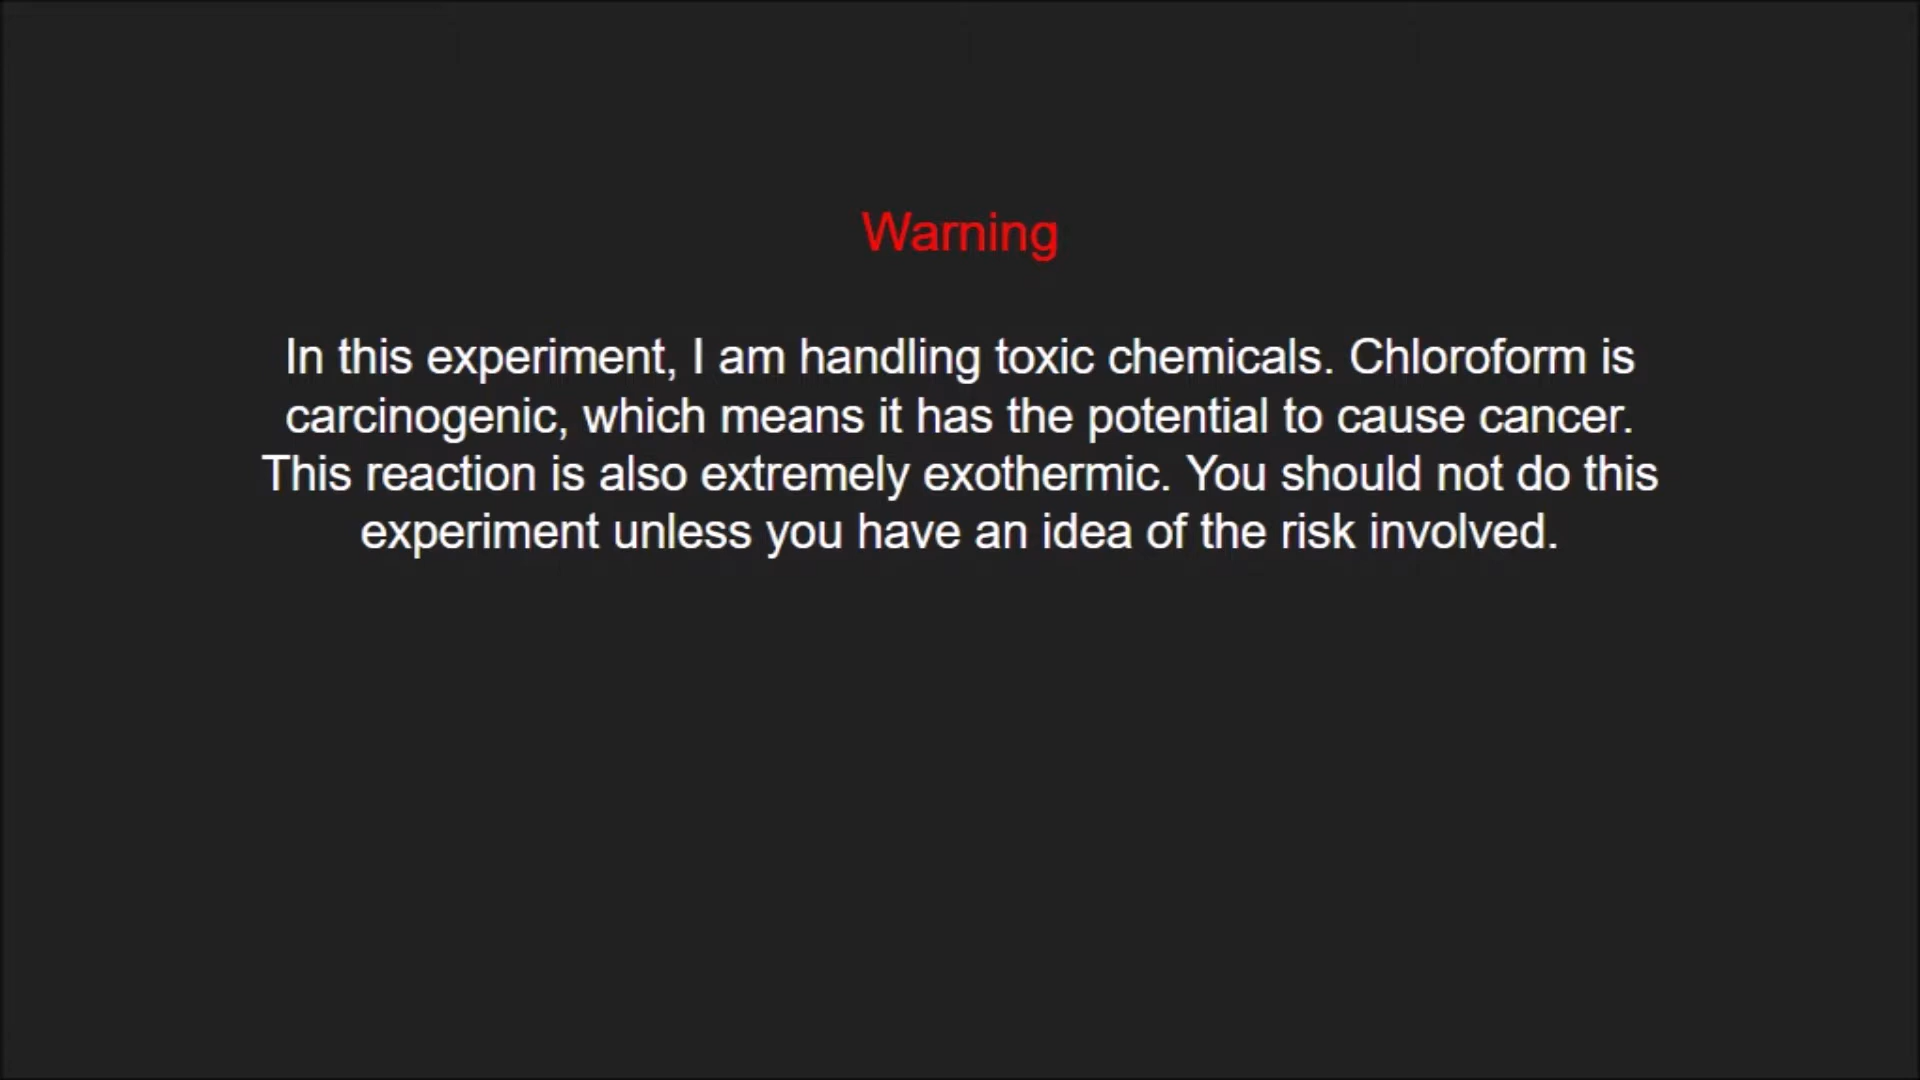 Warning
In this experiment, I am handling toxic chemicals. Chloroform is
carcinogenic, which means it has the potential to cause cancer.
This reaction is also extremely exothermic. You should not do this
experiment unless you have an idea of the risk involved.